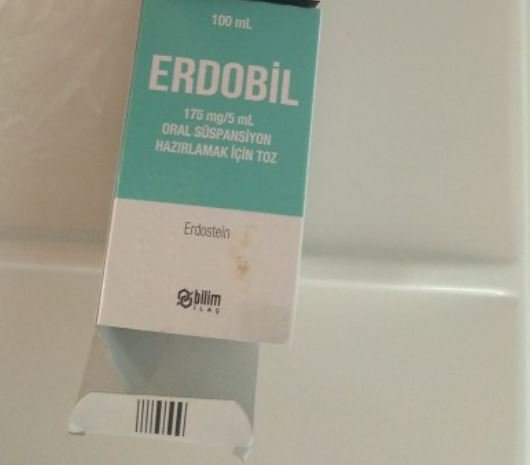 100 mL
ERDOBİL
175 mg/5 mL
ORAL SÜSPANSİYON
HAZIRLAMAK İÇİN TOZ
Erdostein
bilim
İLAÇ